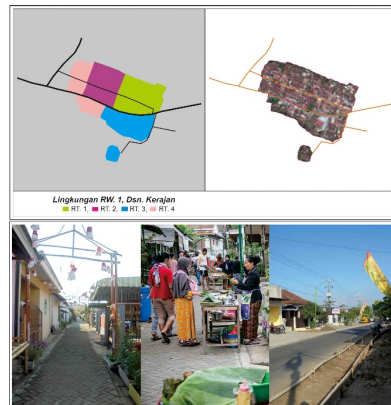 Lingkungan RW. 1, Dsn. Kerajan
RT. 1, RT. 2, RT. 3, RT. 4